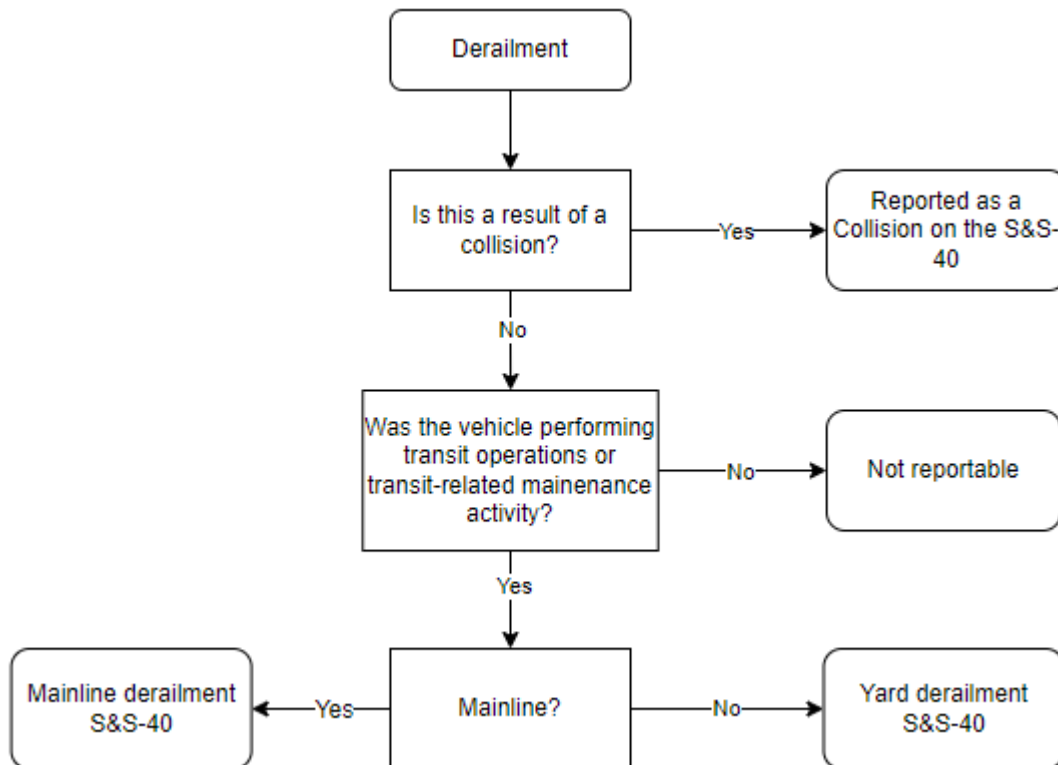 Derailment
Is this a result of a
collision?
Yes
Reported as a
Collision on the S&S-
40
No
Was the vehicle performing
transit operations or
transit-related mainenance
activity?
No
Not reportable
Yes
Mainline derailment
S&S-40
Yes
Mainline?
No
Yard derailment
S&S-40